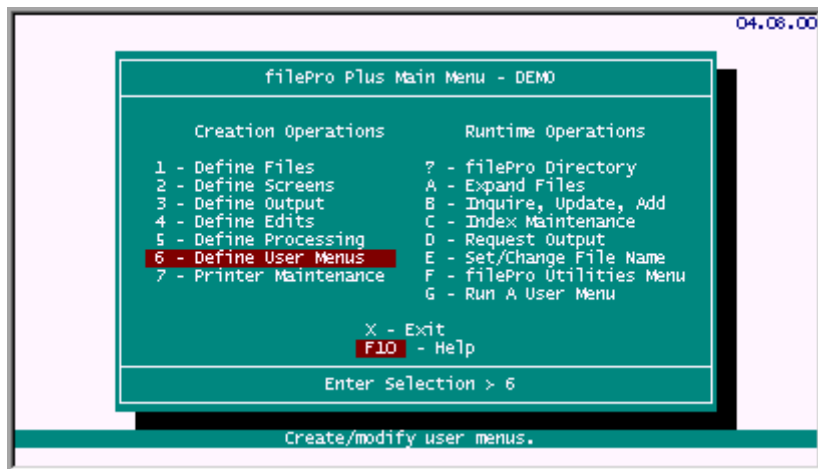 04.08.00
filePro Plus Main Menu - DEMO
Creation Operations
1 - Define Files
2 - Define Screens
3 - Define Output
4 - Define Edits
5 - Define Processing
6 - Define User Menus
7 - Printer Maintenance
Runtime Operations
? - filePro Directory
A - Expand Files
B - Inquire, Update, Add
C - Index Maintenance
D - Request Output
E - Set/Change File Name
F - filePro Utilities Menu
G - Run A User Menu
X - Exit
F10 - Help
Enter Selection > 6
Create/modify user menus.